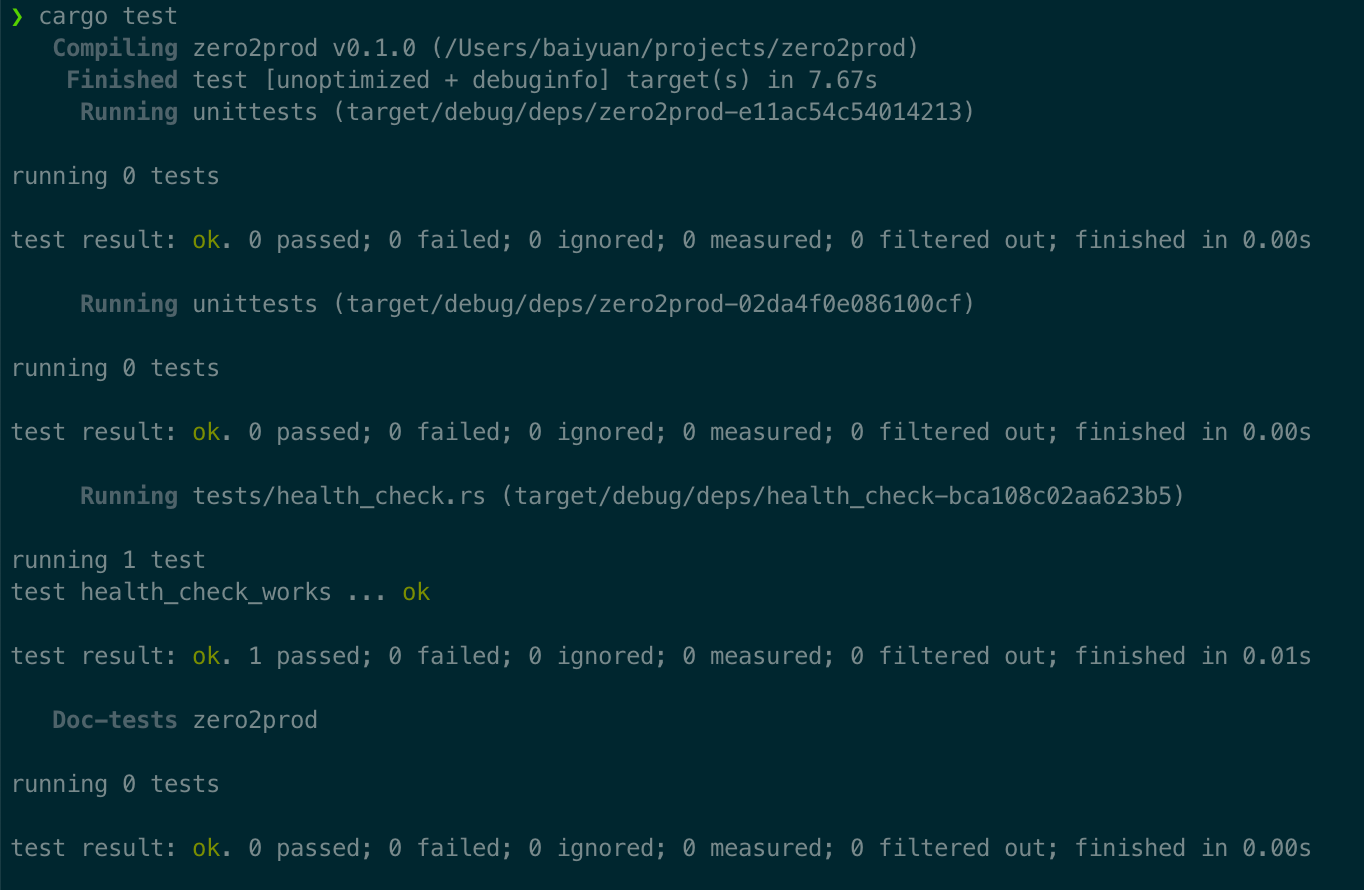 ❯ cargo test
Compiling zero2prod v0.1.0 (/Users/baiyuan/projects/zero2prod)
Finished test [unoptimized + debuginfo] target(s) in 7.67s
Running unittests (target/debug/deps/zero2prod-e11ac54c54014213)
running 0 tests
test result: ok. 0 passed; 0 failed; 0 ignored; 0 measured; 0 filtered out; finished in 0.00s
Running unittests (target/debug/deps/zero2prod-02da4f0e086100cf)
running 0 tests
test result: ok. 0 passed; 0 failed; 0 ignored; 0 measured; 0 filtered out; finished in 0.00s
Running tests/health_check.rs (target/debug/deps/health_check-bca108c02aa623b5)
running 1 test
test health_check_works ... ok
test result: ok. 1 passed; 0 failed; 0 ignored; 0 measured; 0 filtered out; finished in 0.01s
Doc-tests zero2prod
running 0 tests
test result: ok. 0 passed; 0 failed; 0 ignored; 0 measured; 0 filtered out; finished in 0.00s